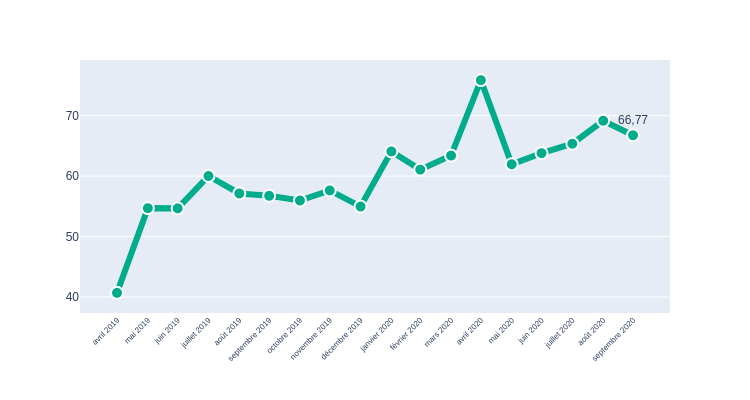 70
60
50
40
66,77
avril 2019
mai 2019
juin 2019
juillet 2019
août 2019
septembre 2019
octobre 2019
novembre 2019
décembre 2019
janvier 2020
février 2020
mars 2020
avril 2020
mai 2020
juin 2020
juillet 2020
août 2020
septembre 2020